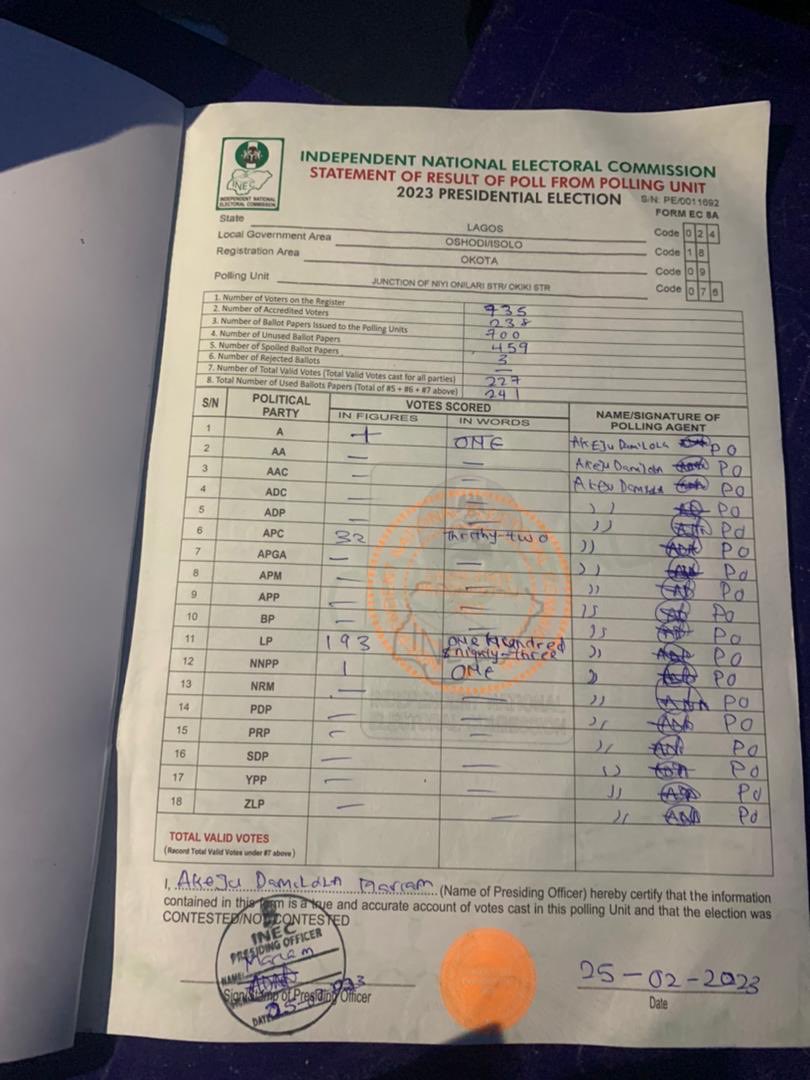 INDEPENDENT NATIONAL ELECTORAL COMMISSION
STATEMENT OF RESULT OF POLL FROM POLLING UNIT
2023 PRESIDENTIAL ELECTION S/N: PE/0011692
FORM EC 8A
INEC
INDEPENDENT NATIONAL
ELECTORAL COMMISSION
State LAGOS Code 0 2 4
Local Government Area OSHODI/ISOLO Code 1 8
Registration Area OKOTA Code 0 9
Polling Unit JUNCTION OF NIYI ONILARI STR/ OKIKI STR Code 0 7 6
1. Number of Voters on the Register 735
2. Number of Accredited Voters 238
3. Number of Ballot Papers Issued to the Polling Units 700
4. Number of Unused Ballot Papers 459
5. Number of Spoiled Ballot Papers 3
6. Number of Rejected Ballots —
7. Number of Total Valid Votes (Total Valid Votes cast for all parties) 227
8. Total Number of Used Ballots Papers (Total of #5 + #6 + #7 above) 241
S/N POLITICAL PARTY VOTES SCORED NAME/SIGNATURE OF POLLING AGENT
IN FIGURES IN WORDS
1 A ONE Akeju Damilola PO
2 AA — — Akeju Damilola PO
3 AAC — — Akeju Damilola PO
4 ADC — — PO
5 ADP — — PO
6 APC 32 Thirthy-two PO
7 APGA — — PO
8 APM — — PO
9 APP — — PO
10 BP — — PO
11 LP 193 ONE Hundred & ninety-three PO
12 NNPP 1 ONE PO
13 NRM — — PO
14 PDP — — PO
15 PRP — — PO
16 SDP — — PO
17 YPP — — PO
18 ZLP — — PO
TOTAL VALID VOTES
(Record Total Valid Votes under #7 above)
I, Akeju Damilola Mariam (Name of Presiding Officer) hereby certify that the information
contained in this form is a true and accurate account of votes cast in this polling Unit and that the election was
CONTESTED/NOT CONTESTED
INEC
PRESIDING OFFICER
NAME: Mariam
25-02-2023
Sign/Stamp of Presiding Officer
DATE
Date